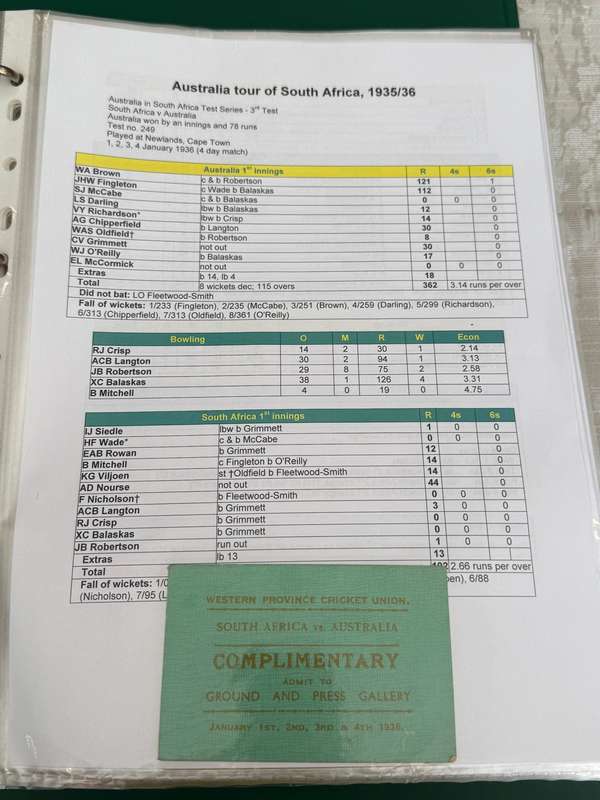 Australia tour of South Africa, 1935/36
Australia in South Africa Test Series - 3rd Test
South Africa v Australia
Australia won by an innings and 78 runs
Test no. 249
Played at Newlands, Cape Town
1, 2, 3, 4 January 1936 (4 day match)
Australia 1st innings R 4s 6s
WA Brown c & b Robertson 121 1
JHW Fingleton c Wade b Balaskas 112 0
SJ McCabe c & b Balaskas 0 0 0
LS Darling lbw b Balaskas 12 0
VY Richardson* lbw b Crisp 14 0
AG Chipperfield b Langton 30 0
WAS Oldfield† b Robertson 8 0
CV Grimmett not out 30 0
WJ O'Reilly b Balaskas 17 0
EL McCormick not out 0 0 0
Extras b 14, lb 4 18
Total 8 wickets dec; 115 overs 362 3.14 runs per over
Did not bat: LO Fleetwood-Smith
Fall of wickets: 1/233 (Fingleton), 2/235 (McCabe), 3/251 (Brown), 4/259 (Darling), 5/299 (Richardson),
6/313 (Chipperfield), 7/313 (Oldfield), 8/361 (O'Reilly)
Bowling O M R W Econ
RJ Crisp 14 2 30 1 2.14
ACB Langton 30 2 94 1 3.13
JB Robertson 29 8 75 2 2.58
XC Balaskas 38 1 126 4 3.31
B Mitchell 4 0 19 0 4.75
South Africa 1st innings R 4s 6s
IJ Siedle lbw b Grimmett 1 0 0
HF Wade* c & b McCabe 0 0 0
EAB Rowan b Grimmett 12 0
B Mitchell c Fingleton b O'Reilly 14 0
KG Viljoen st †Oldfield b Fleetwood-Smith 14 0
AD Nourse not out 44 0
F Nicholson† b Fleetwood-Smith 0 0 0
ACB Langton b Grimmett 3 0 0
RJ Crisp b Grimmett 0 0 0
XC Balaskas b Grimmett 0 0 0
JB Robertson run out 1 0 0
Extras lb 13 13
Total 102 2.66 runs per over
Fall of wickets: 6/88
(Nicholson), 7/95
WESTERN PROVINCE CRICKET UNION.
SOUTH AFRICA vs. AUSTRALIA
COMPLIMENTARY
ADMIT TO
GROUND AND PRESS GALLERY
JANUARY 1ST, 2ND, 3RD & 4TH 1936.